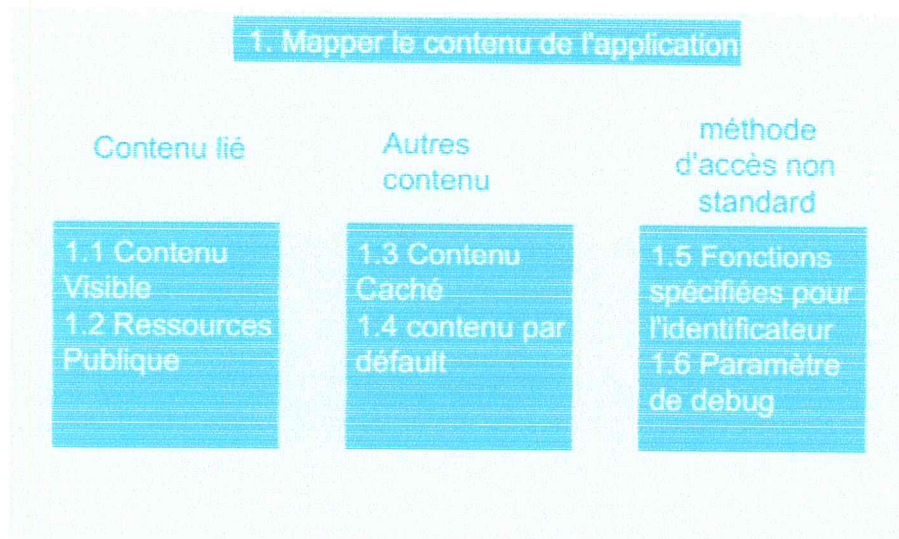 1. Mapper le contenu de l'application
Contenu lié
Autres
contenu
méthode
d'accès non
standard
1.1 Contenu
Visible
1.2 Ressources
Publique
1.3 Contenu
Caché
1.4 contenu par
défault
1.5 Fonctions
spécifiées pour
l'identificateur
1.6 Paramètre
de debug